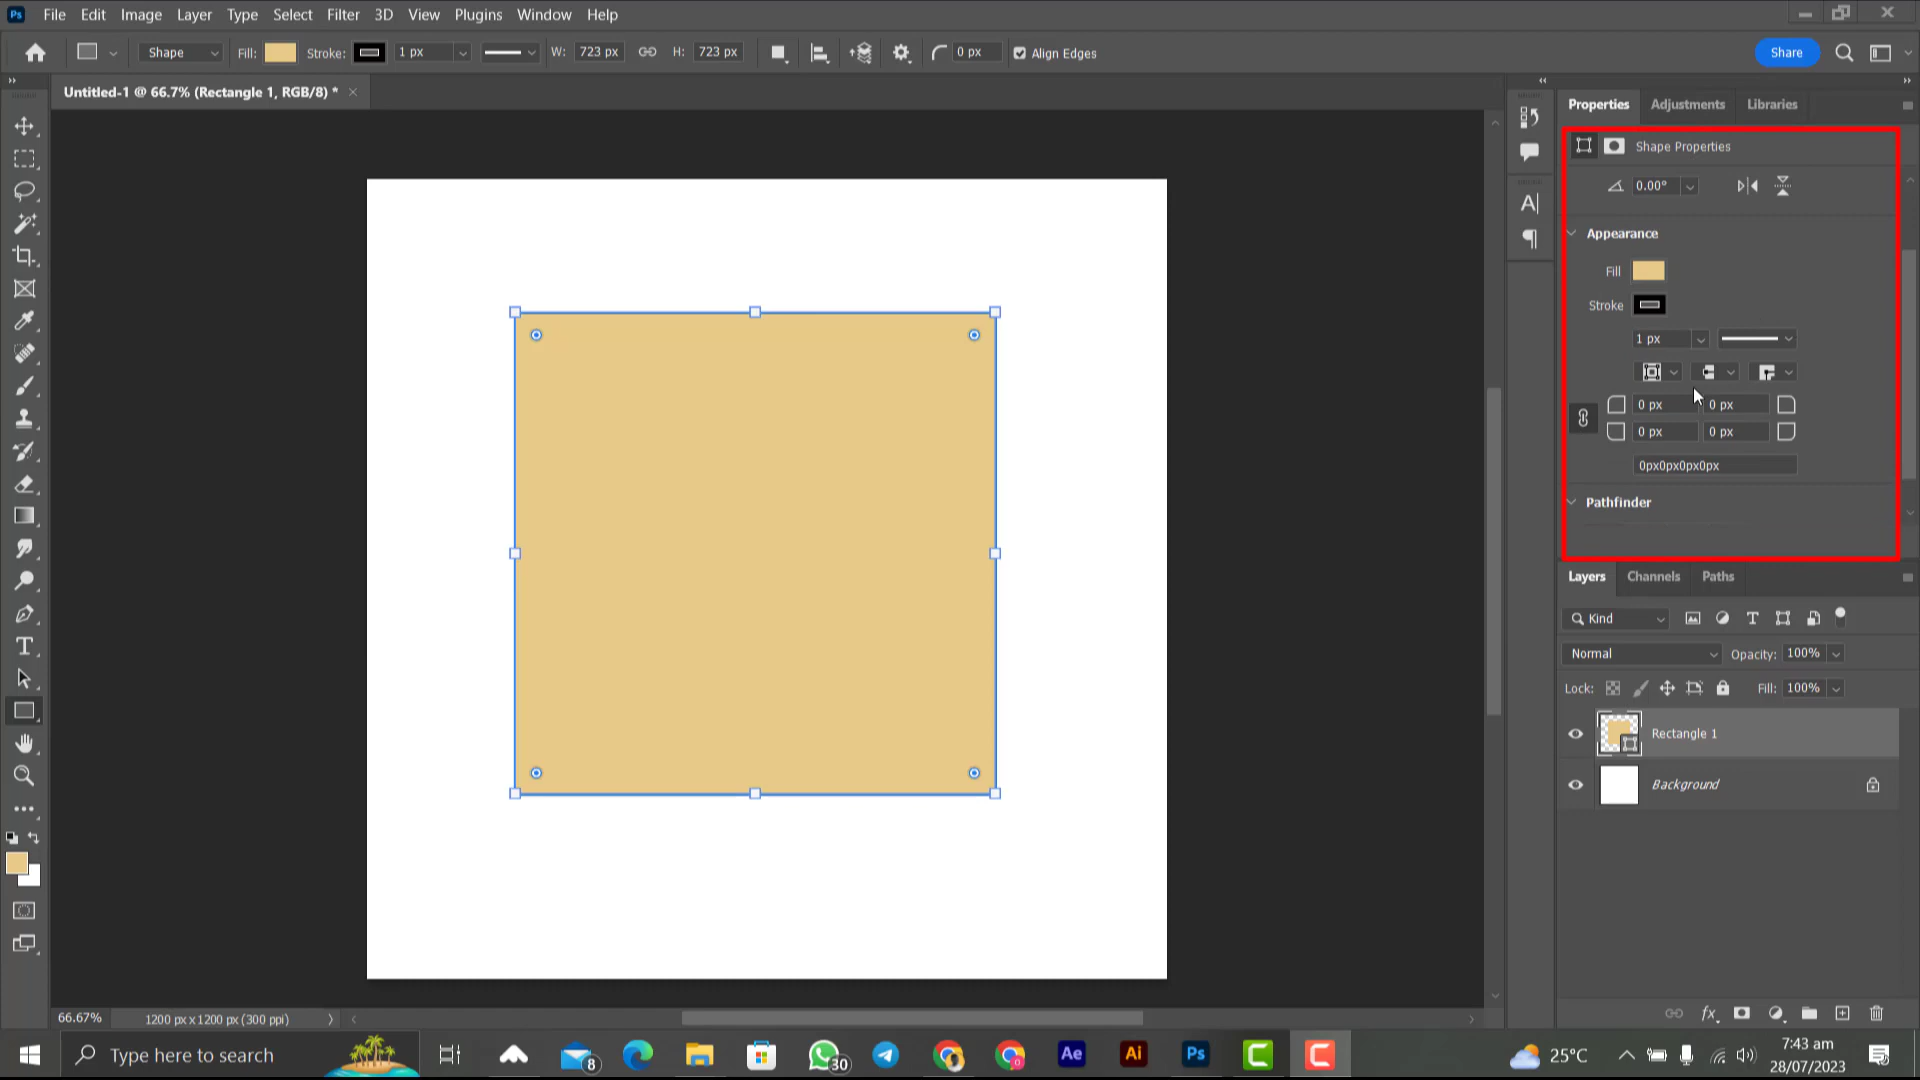 Ps File Edit Image Layer Type Select Filter 3D View Plugins Window Help
Shape Fill: Stroke: 1 px W: 723 px H: 723 px 0 px Align Edges Share
Untitled-1 @ 66.7% (Rectangle 1, RGB/8) *
Properties Adjustments Libraries
Shape Properties
0.00°
Appearance
Fill
Stroke
1 px
0 px 0 px
0 px 0 px
0px0px0px0px
Pathfinder
Layers Channels Paths
Kind
Normal Opacity: 100%
Lock: Fill: 100%
Rectangle 1
Background
66.67% 1200 px x 1200 px (300 ppi)
Type here to search 8 30 Ae Ai Ps 25°C 7:43 am
28/07/2023